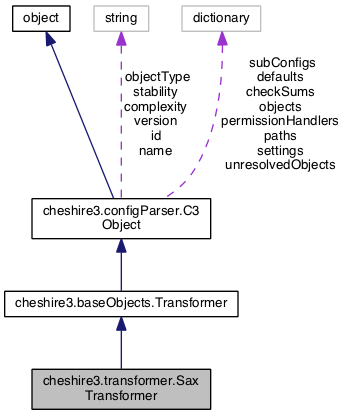 object
string
dictionary
objectType
stability
complexity
version
id
name
subConfigs
defaults
checkSums
objects
permissionHandlers
paths
settings
unresolvedObjects
cheshire3.configParser.C3
Object
cheshire3.baseObjects.Transformer
cheshire3.transformer.Sax
Transformer